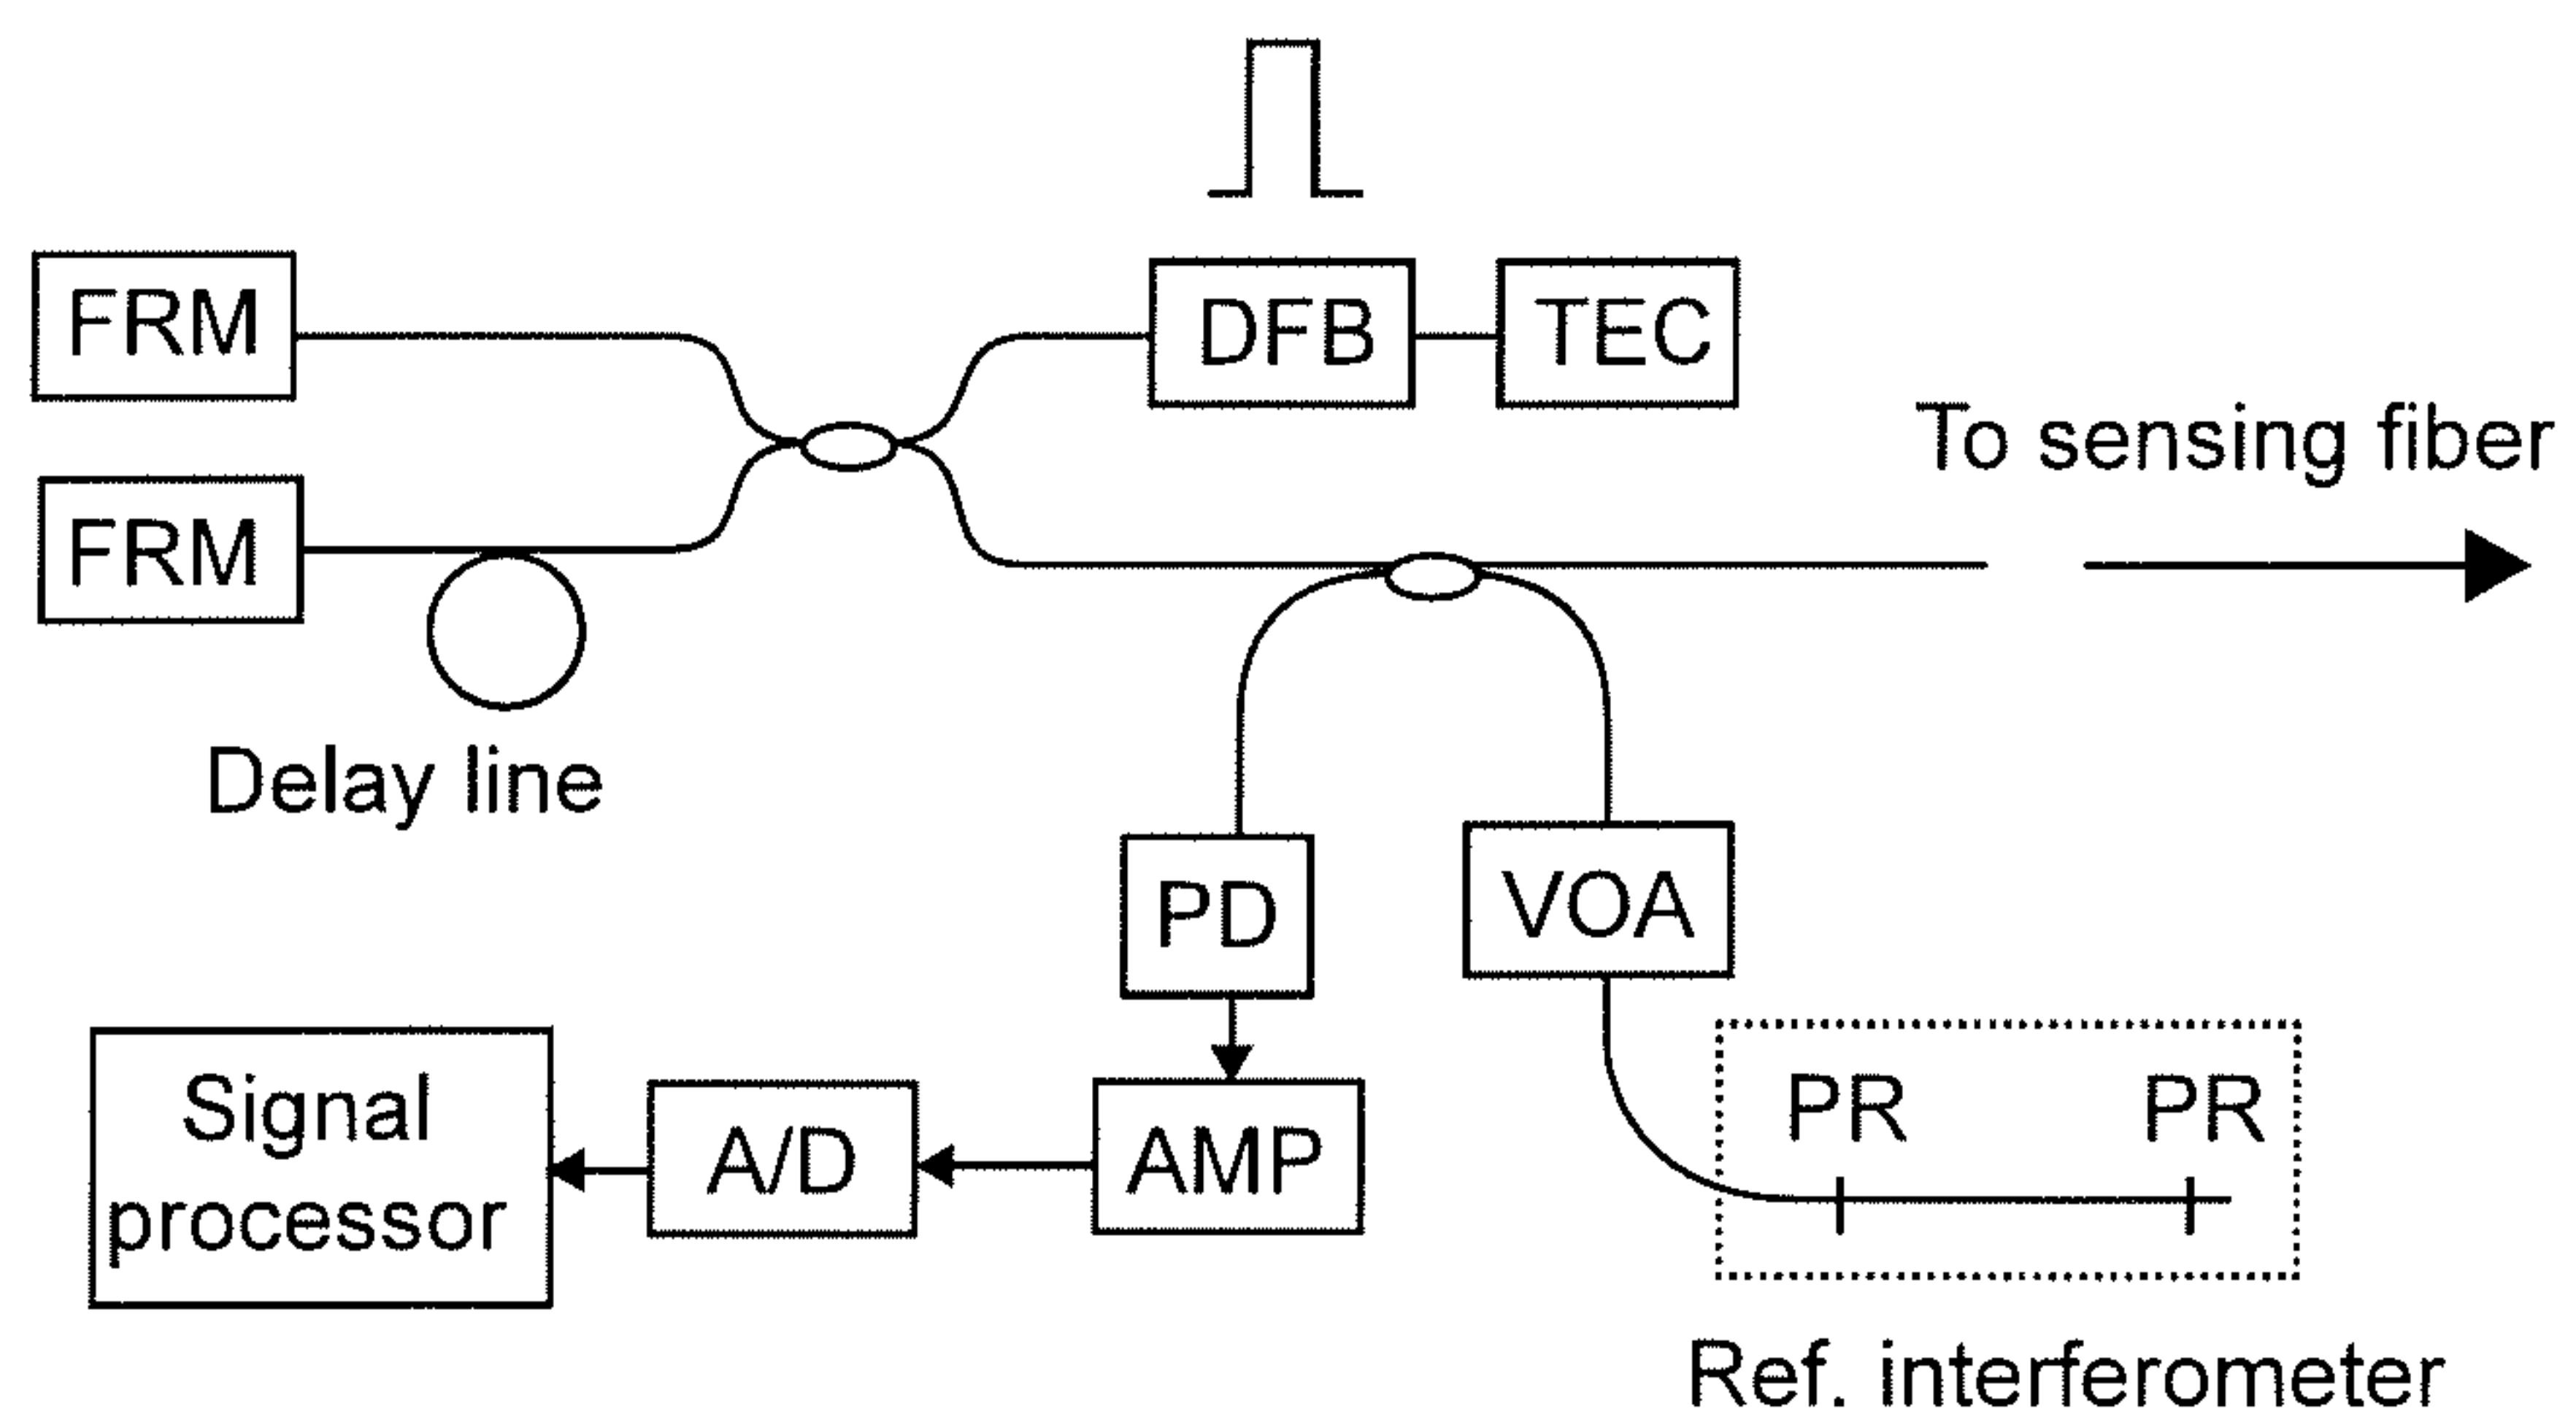 FRM
DFB
TEC
To sensing fiber
FRM
Delay line
PD
VOA
Signal
processor
A/D
AMP
PR
PR
Ref. interferometer